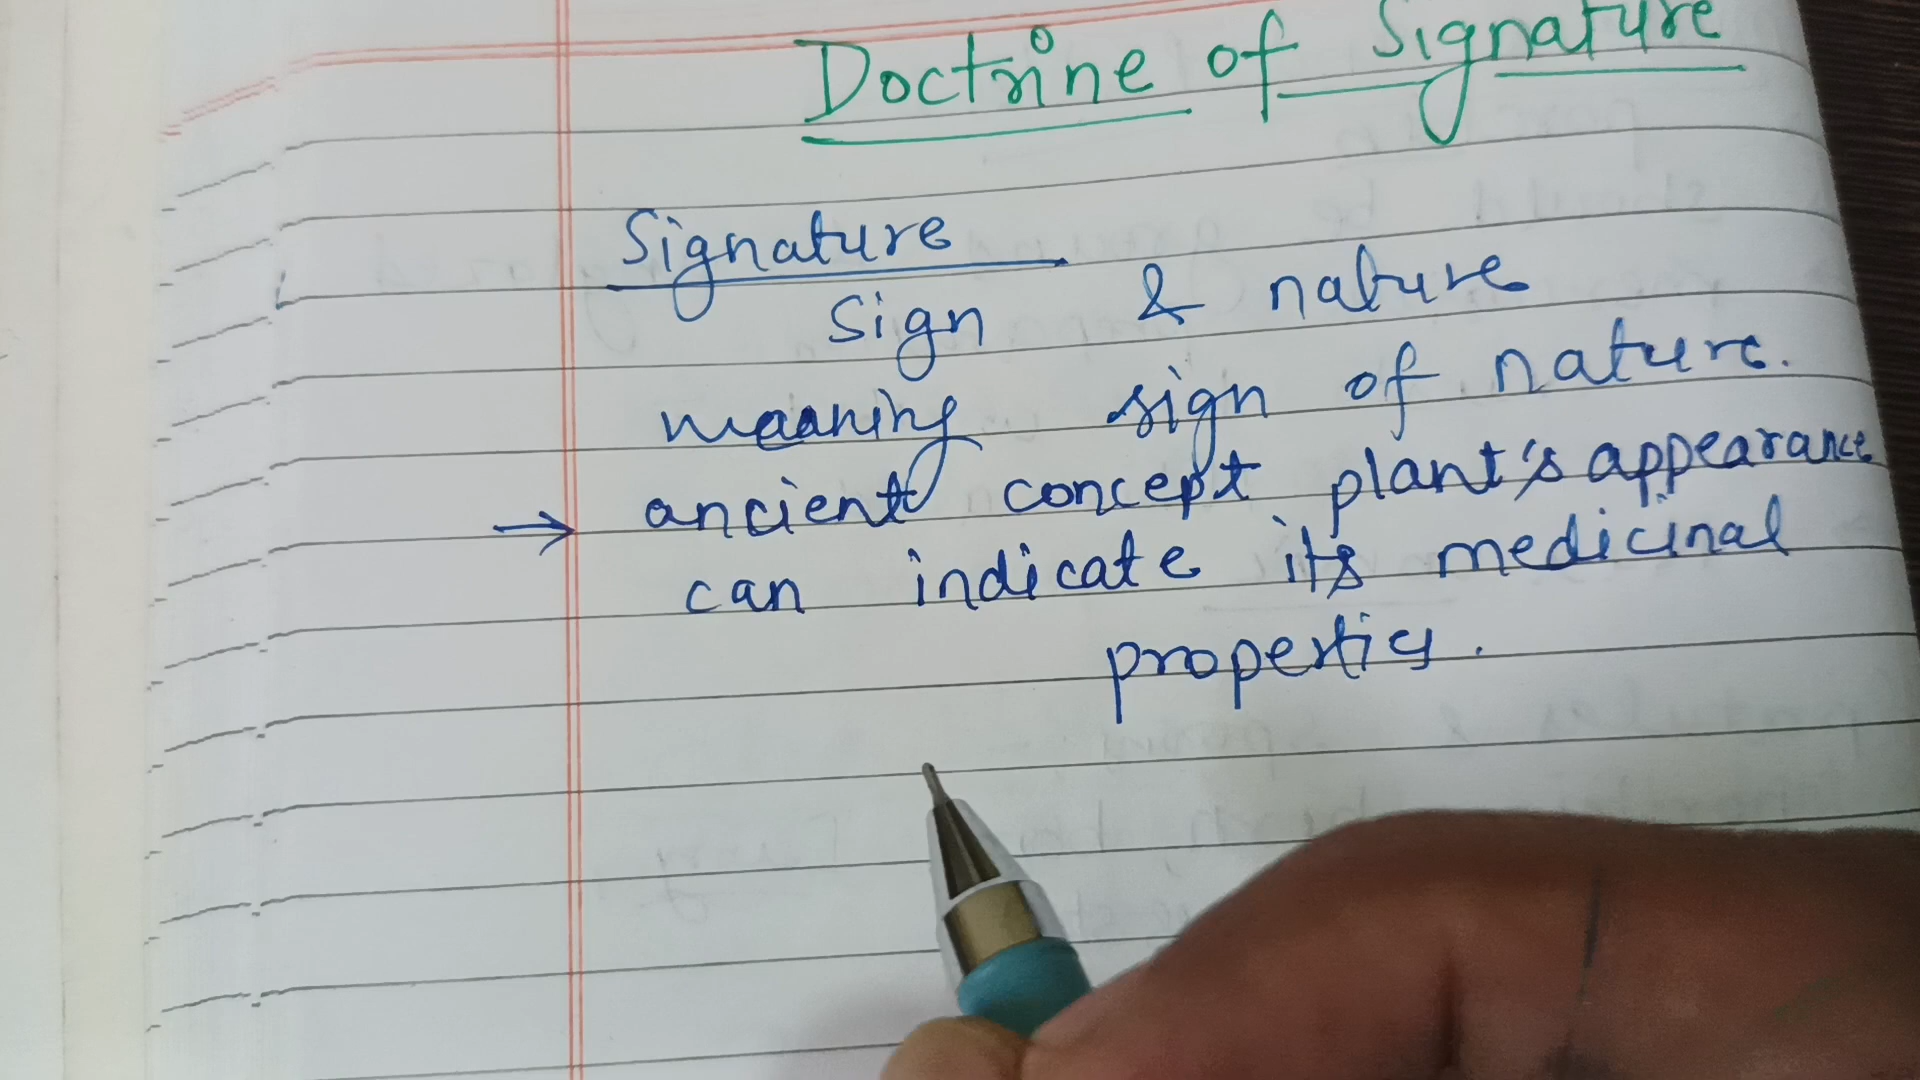 Doctrine of Signature
Signature
Sign & nature
meaning sign of nature.
→ ancient concept plant's appearance
can indicate its medicinal
properties.